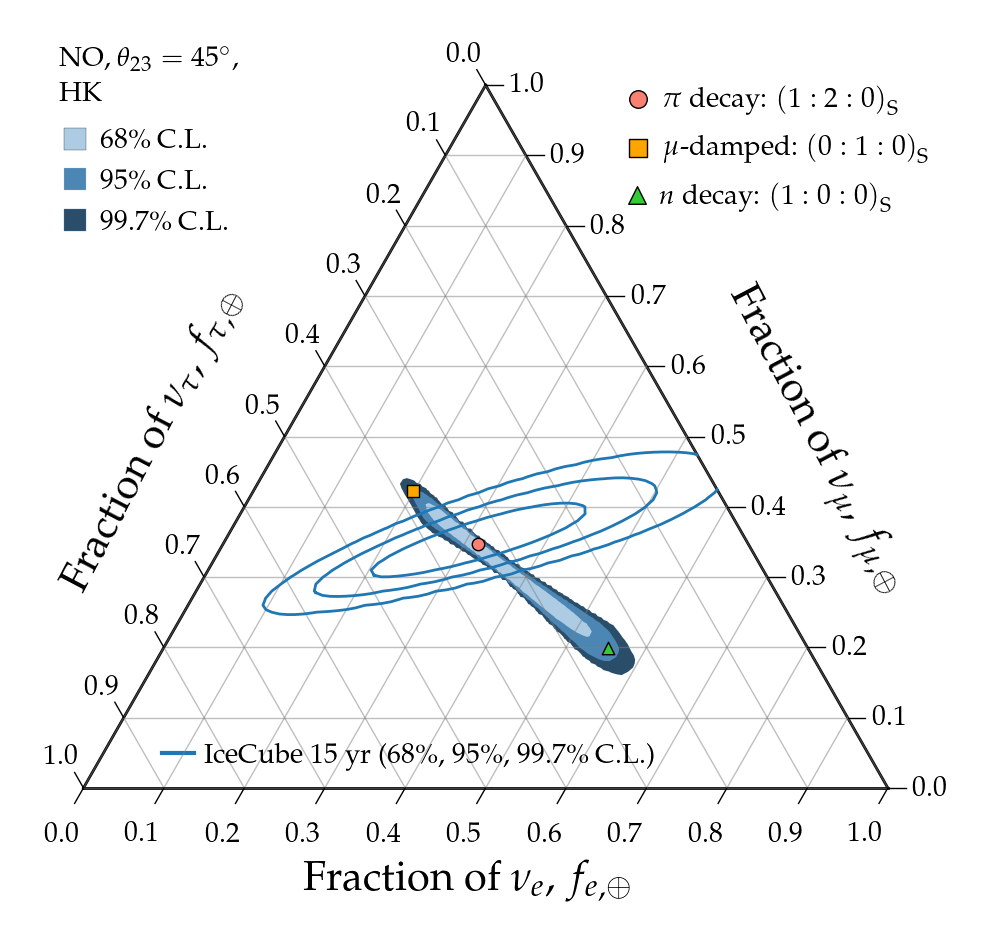 NO, θ₂₃ = 45°,
HK
68% C.L.
95% C.L.
99.7% C.L.
π decay: (1 : 2 : 0)S
μ-damped: (0 : 1 : 0)S
n decay: (1 : 0 : 0)S
0.0
0.1
0.2
0.3
0.4
0.5
0.6
0.7
0.8
0.9
1.0
Fraction of ντ, fτ,⊕
1.0
0.9
0.8
0.7
0.6
0.5
0.4
0.3
0.2
0.1
0.0
Fraction of νμ, fμ,⊕
IceCube 15 yr (68%, 95%, 99.7% C.L.)
0.0 0.1 0.2 0.3 0.4 0.5 0.6 0.7 0.8 0.9 1.0
Fraction of νe, fe,⊕